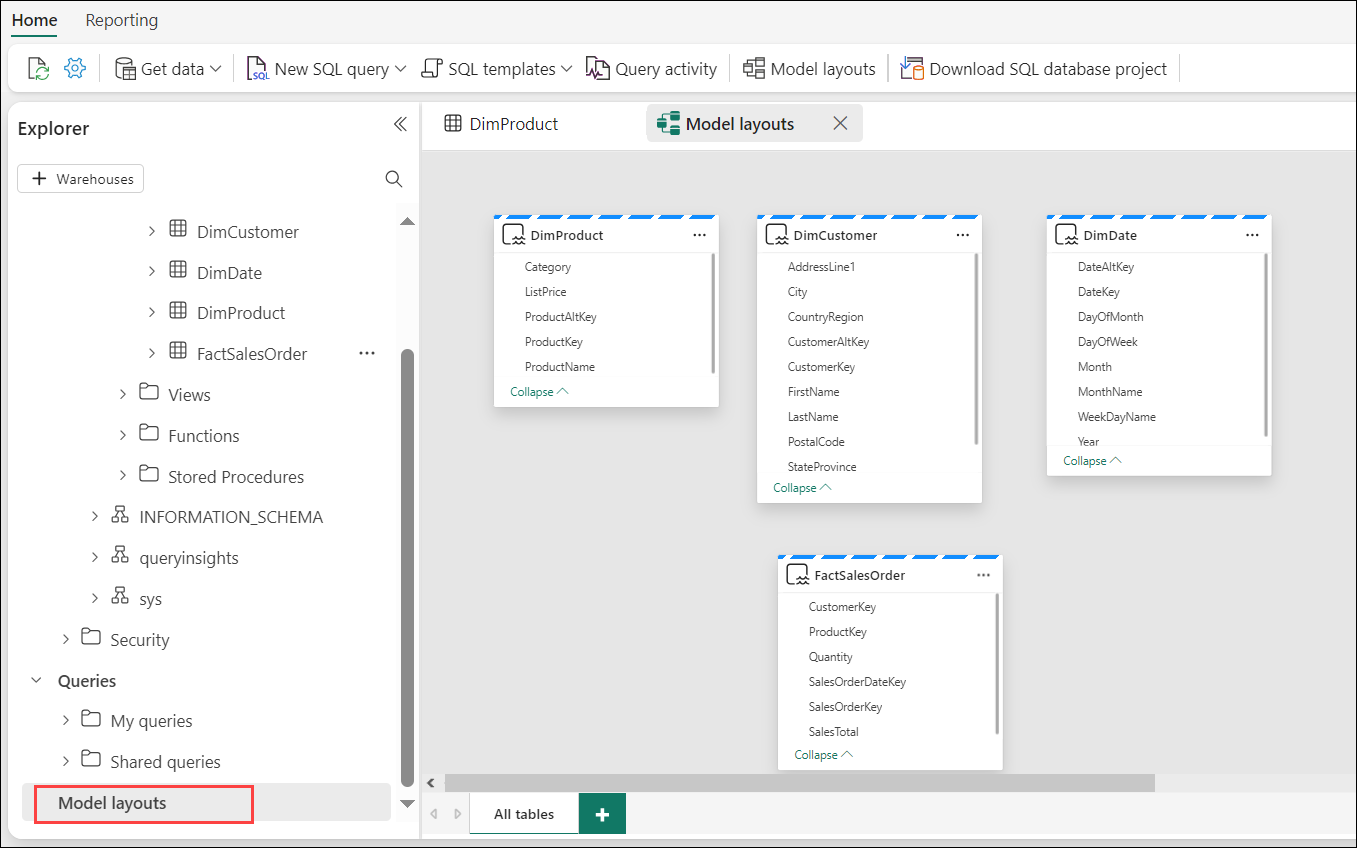 Home Reporting
Get data New SQL query SQL templates Query activity Model layouts Download SQL database project
Explorer
Warehouses
DimCustomer
DimDate
DimProduct
FactSalesOrder
Views
Functions
Stored Procedures
INFORMATION_SCHEMA
queryinsights
sys
Security
Queries
My queries
Shared queries
Model layouts
DimProduct Model layouts
DimProduct
Category
ListPrice
ProductAltKey
ProductKey
ProductName
Collapse
DimCustomer
AddressLine1
City
CountryRegion
CustomerAltKey
CustomerKey
FirstName
LastName
PostalCode
StateProvince
Collapse
DimDate
DateAltKey
DateKey
DayOfMonth
DayOfWeek
Month
MonthName
WeekDayName
Year
Collapse
FactSalesOrder
CustomerKey
ProductKey
Quantity
SalesOrderDateKey
SalesOrderKey
SalesTotal
Collapse
All tables